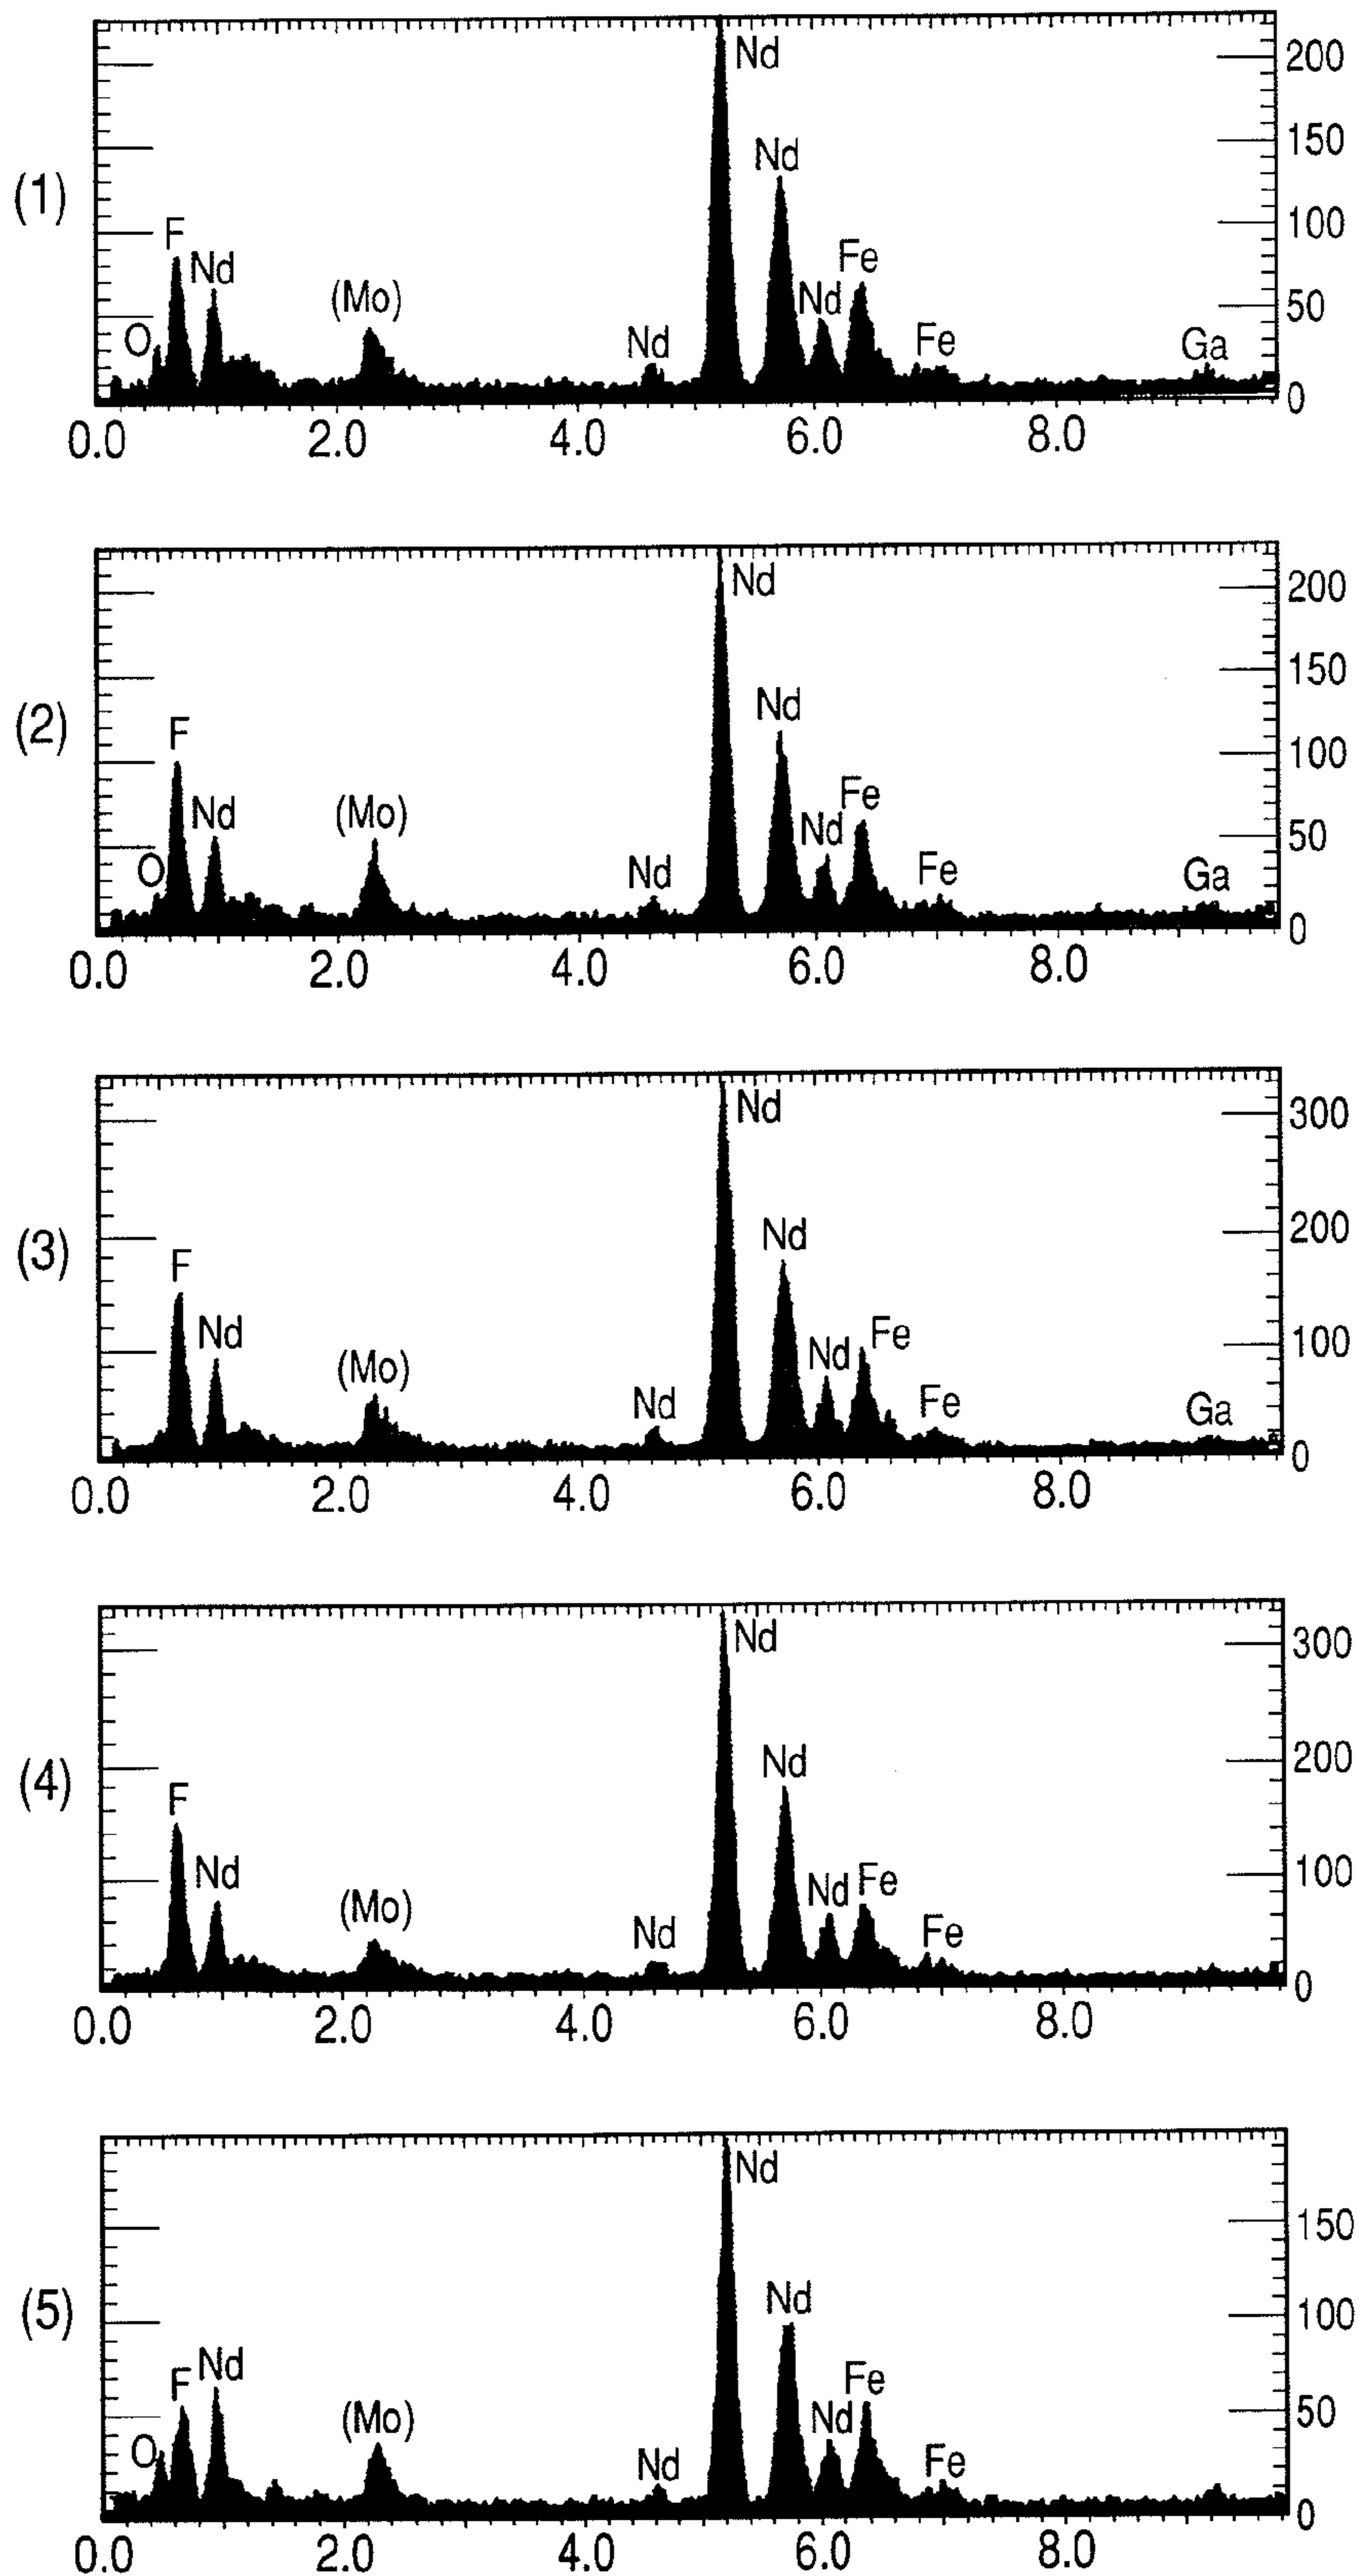 Nd 200
Nd 150
(1) F Nd (Mo) Nd Nd Fe Fe Ga 100
O 50
0
0.0 2.0 4.0 6.0 8.0
Nd 200
Nd 150
(2) F Nd (Mo) Nd Nd Fe Fe Ga 100
O 50
0
0.0 2.0 4.0 6.0 8.0
Nd 300
Nd 200
(3) F Nd (Mo) Nd Nd Fe Fe Ga 100
0
0.0 2.0 4.0 6.0 8.0
Nd 300
Nd 200
(4) F Nd (Mo) Nd Nd Fe Fe 100
0
0.0 2.0 4.0 6.0 8.0
Nd 150
Nd 100
(5) F Nd (Mo) Nd Nd Fe Fe 50
O 0
0.0 2.0 4.0 6.0 8.0